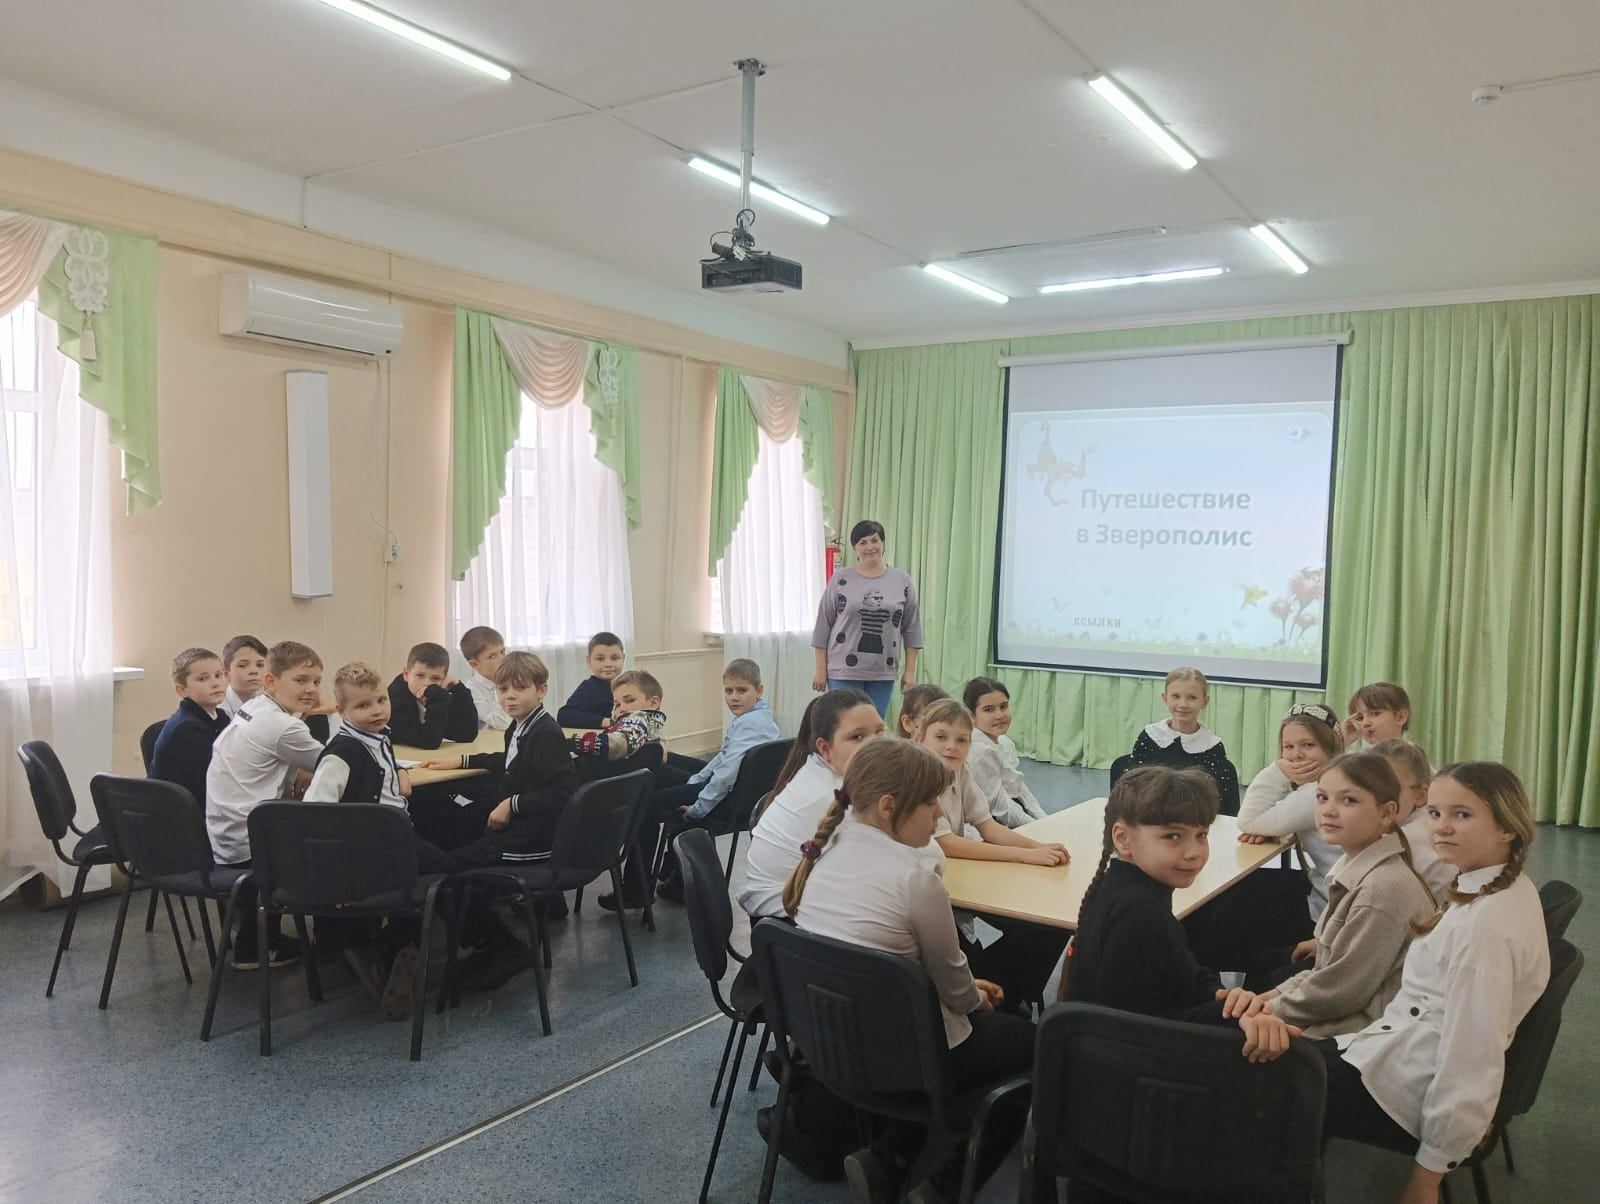 Путешествие
в Зверополис
ссылки